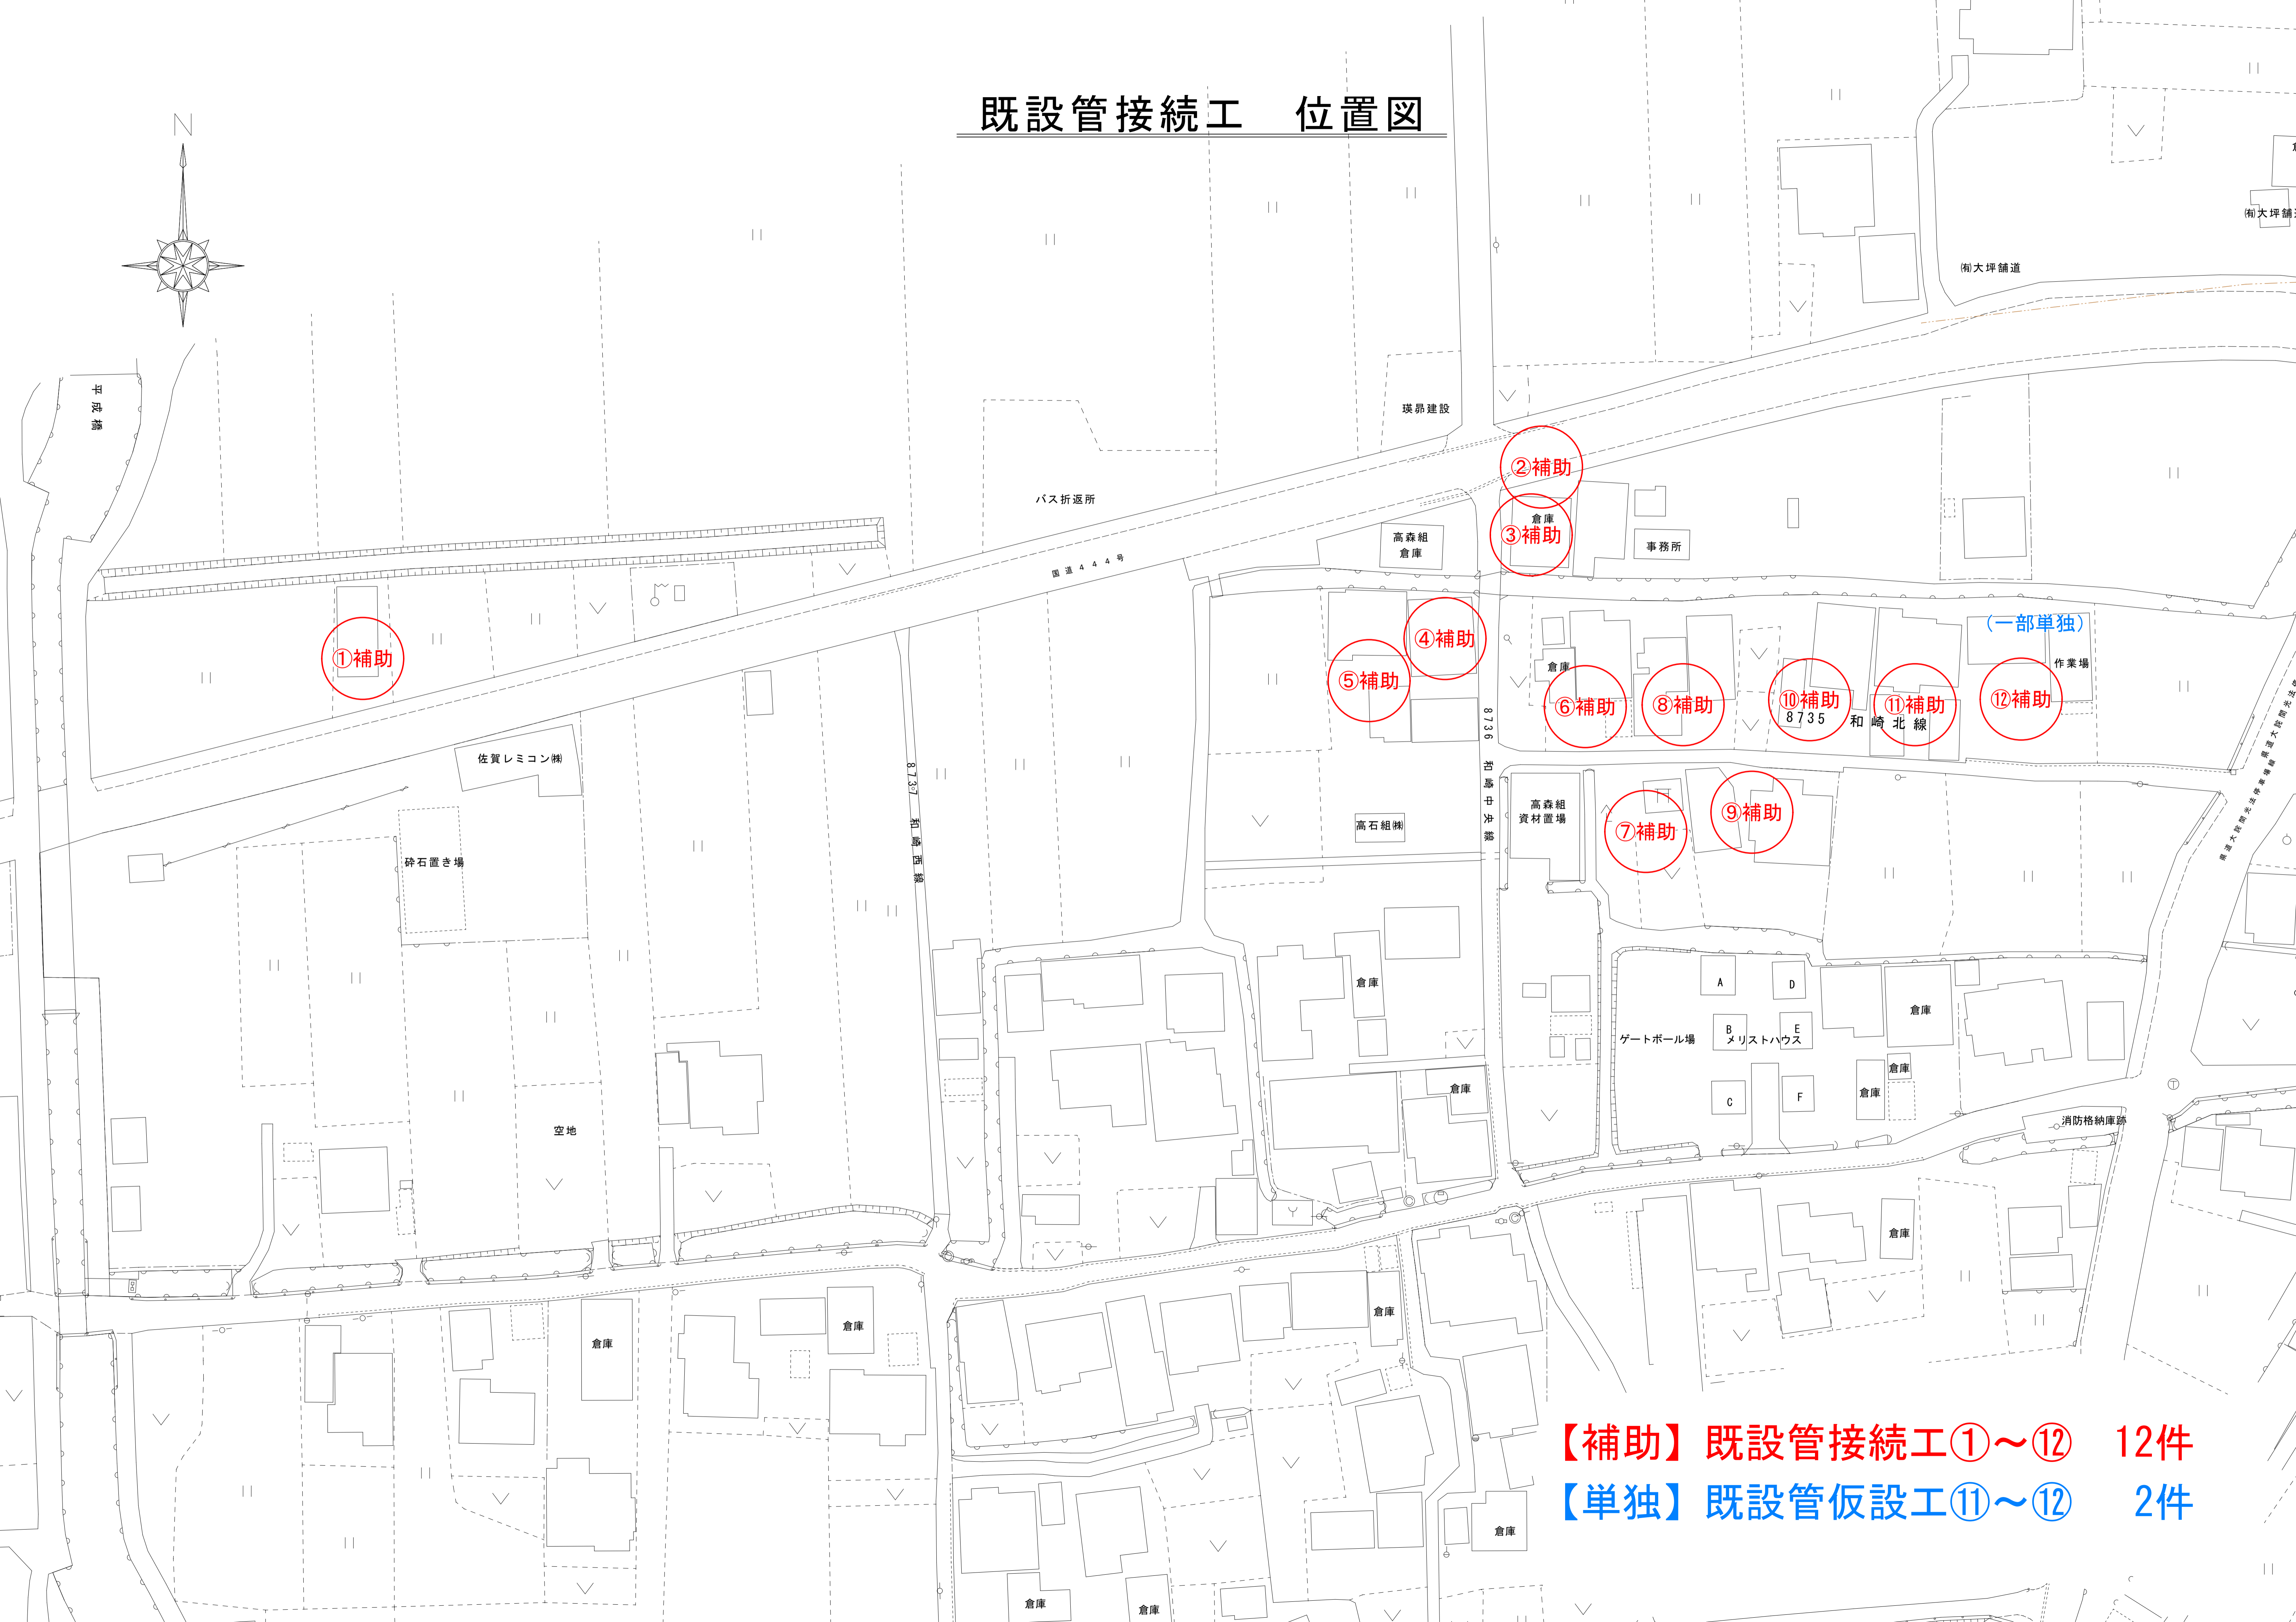 既設管接続工　位置図
N
㈲大坪舗道
平成橋
瑛昴建設
バス折返所
国道444号
②補助
倉庫
③補助
高森組
倉庫
事務所
①補助
④補助
⑤補助
(一部単独)
作業場
倉庫
⑥補助
⑧補助
⑩補助
⑪補助
⑫補助
8735　和崎北線
8736　和崎中央線
8737　和崎西線
佐賀レミコン㈱
砕石置き場
高石組㈱
高森組
資材置場
⑦補助
⑨補助
倉庫
A
D
B
E
メリストハウス
ゲートボール場
C
F
倉庫
倉庫
倉庫
倉庫
空地
消防格納庫跡
倉庫
倉庫
倉庫
倉庫
倉庫
倉庫
倉庫
【補助】既設管接続工①～⑫　12件
【単独】既設管仮設工⑪～⑫　2件